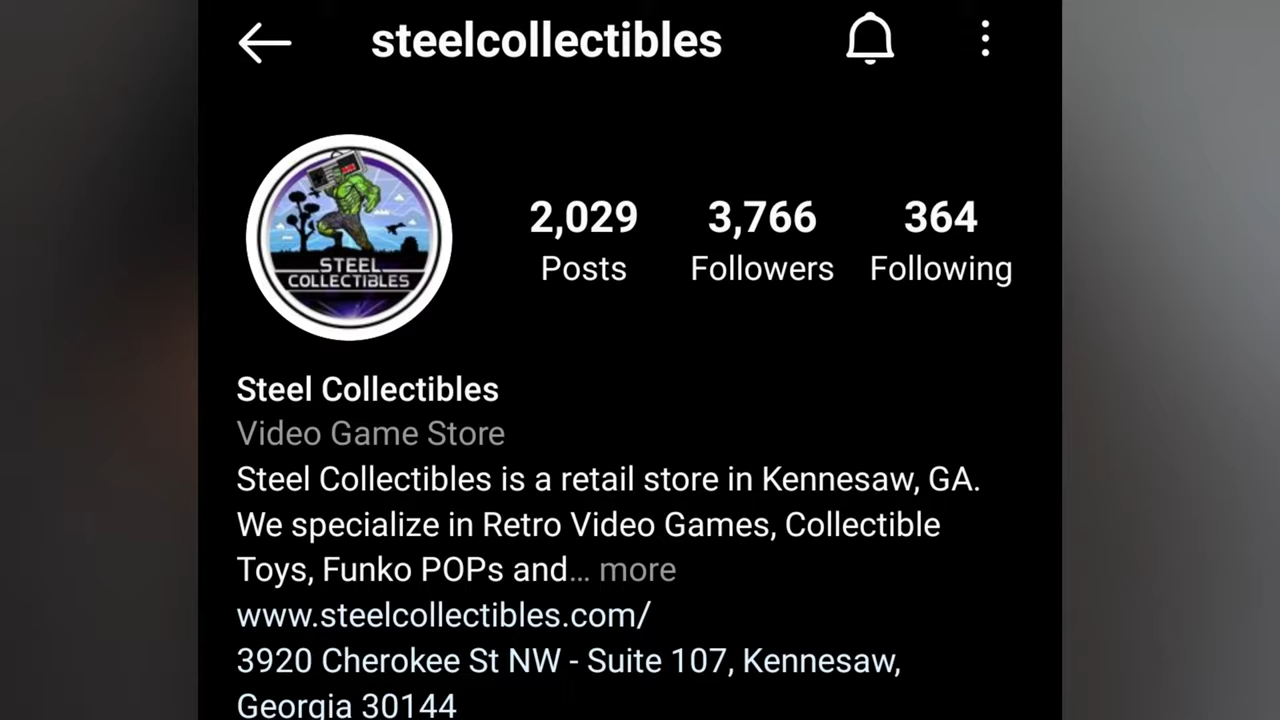 steelcollectibles
STEEL
COLLECTIBLES
2,029 3,766 364
Posts Followers Following
Steel Collectibles
Video Game Store
Steel Collectibles is a retail store in Kennesaw, GA.
We specialize in Retro Video Games, Collectible
Toys, Funko POPs and... more
www.steelcollectibles.com/
3920 Cherokee St NW - Suite 107, Kennesaw,
Georgia 30144